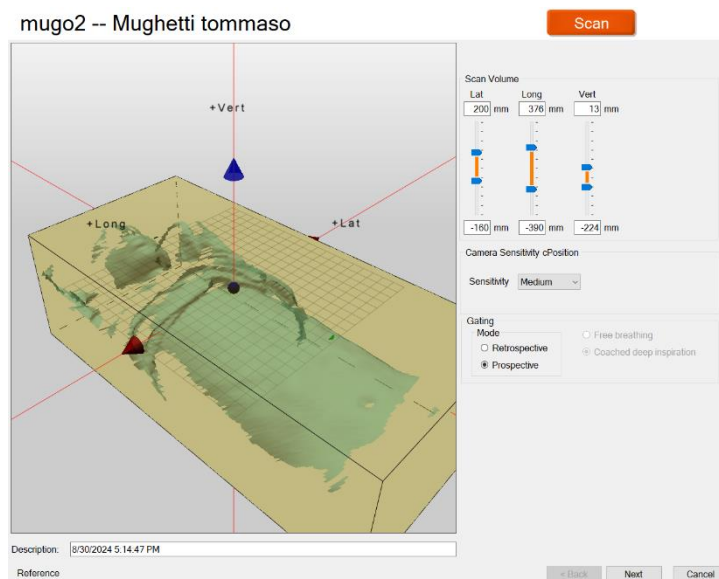 mugo2 -- Mughetti tommaso
Scan
+Vert
+Long
+Lat
Scan Volume
Lat Long Vert
200 mm 376 mm 13 mm
-160 mm -390 mm -224 mm
Camera Sensitivity cPosition
Sensitivity Medium
Gating
Mode
Retrospective
Prospective
Free breathing
Coached deep inspiration
Description: 8/30/2024 5:14:47 PM
Reference
< Back Next Cancel